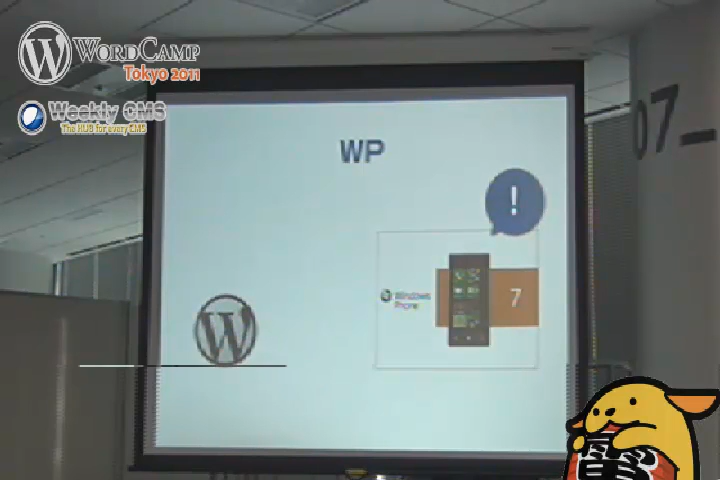 WORDCAMP
Tokyo 2011
Weekly CMS
The HUB for every CMS
07-
WP
!
W
Windows
Phone
7